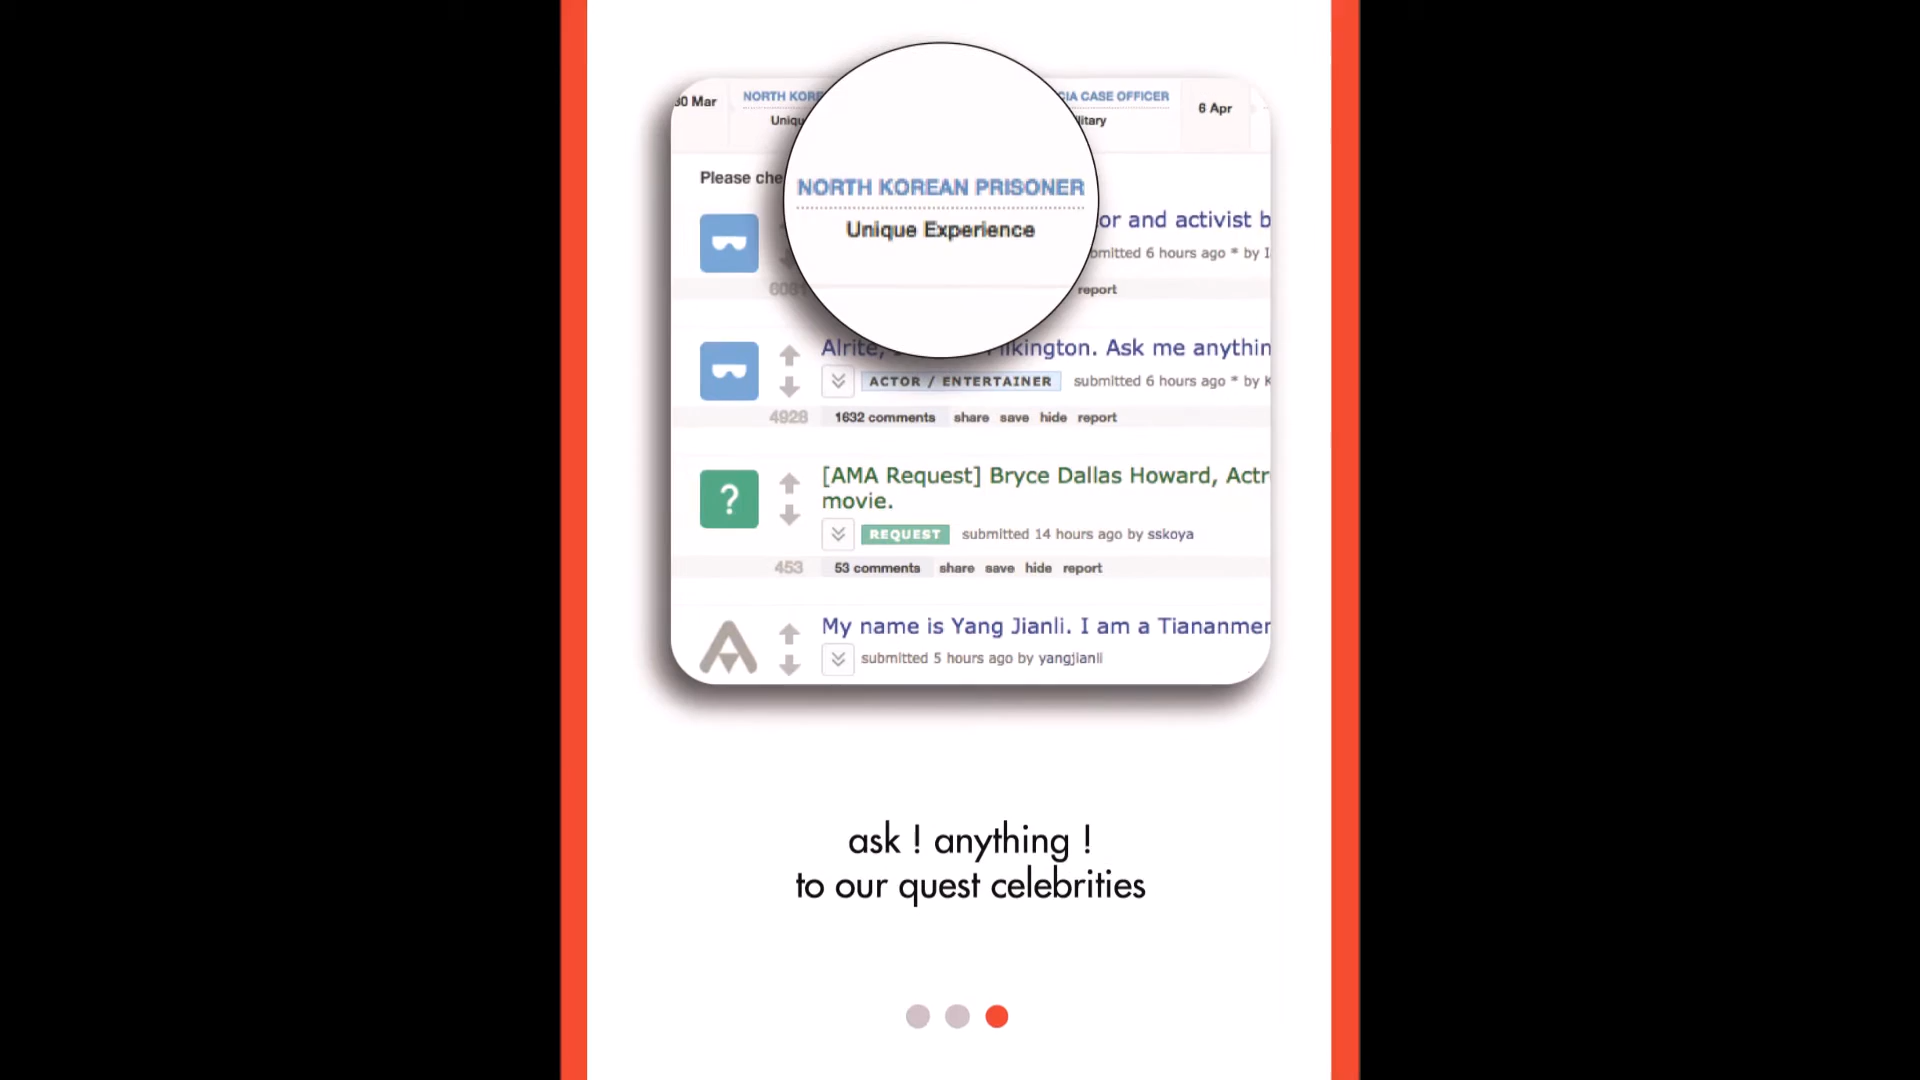 30 Mar
NORTH KORE
CIA CASE OFFICER
6 Apr
Uniqu
litary
Please che
NORTH KOREAN PRISONER
Unique Experience
or and activist b
bmitted 6 hours ago * by I
6081
report
Alrite,
lkington. Ask me anythin
ACTOR / ENTERTAINER submitted 6 hours ago * by K
4928 1632 comments share save hide report
[AMA Request] Bryce Dallas Howard, Actr
movie.
REQUEST submitted 14 hours ago by sskoya
453 53 comments share save hide report
My name is Yang Jianli. I am a Tiananmer
submitted 5 hours ago by yangjianli
ask ! anything !
to our quest celebrities